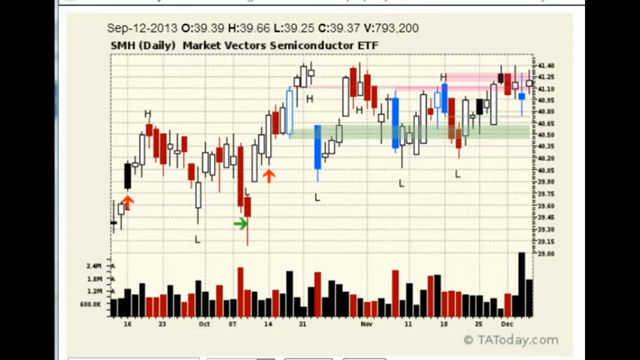 Sep-12-2013 O:39.39 H:39.66 L:39.25 C:39.37 V:793,200
SMH (Daily) Market Vectors Semiconductor ETF
41.40
41.25
41.10
40.95
40.80
40.65
40.50
40.35
40.20
40.05
39.90
39.75
39.60
39.45
39.30
39.15
39.00
H
H
H
H
L
L
L
L
L
L
2.4M
1.8M
1.2M
600.0K
16 23 Oct 07 14 21 Nov 11 18 25 Dec
© TAToday.com